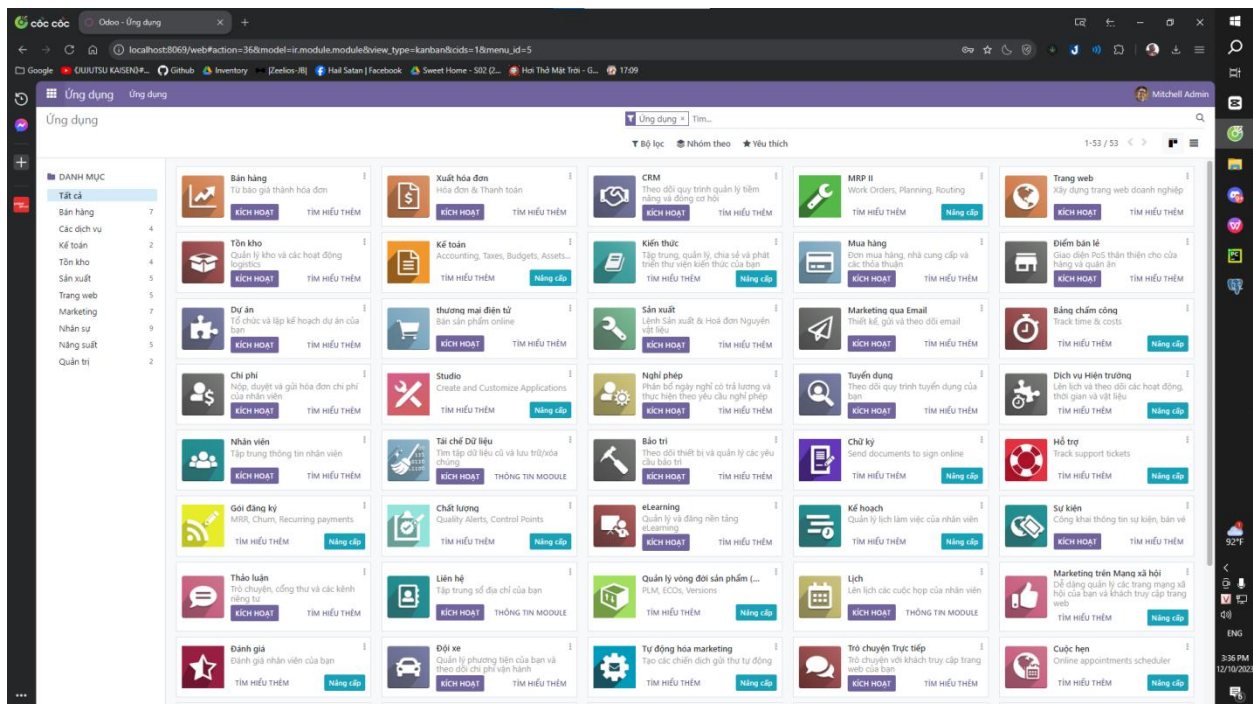 cốc cốc
Odoo - Ứng dụng
localhost:8069/web#action=36&model=ir.module.module&view_type=kanban&cids=1&menu_id=5
Google
(JUJUTSU KAISEN)#...
Github
Inventory
|Zeelios-JB|
Hail Satan | Facebook
Sweet Home - S02 (2...
Hơi Thở Mặt Trời - G...
17:09
Ứng dụng
Ứng dụng
Mitchell Admin
Ứng dụng
Ứng dụng ×
Tìm...
Bộ lọc
Nhóm theo
Yêu thích
1-53 / 53
DANH MỤC
Tất cả
Bán hàng 7
Các dịch vụ 4
Kế toán 2
Tồn kho 4
Sản xuất 5
Trang web 5
Marketing 7
Nhân sự 9
Năng suất 5
Quản trị 2
Bán hàng
Từ báo giá thành hóa đơn
KÍCH HOẠT TÌM HIỂU THÊM
Xuất hóa đơn
Hóa đơn & Thanh toán
KÍCH HOẠT TÌM HIỂU THÊM
CRM
Theo dõi quy trình quản lý tiềm
năng và đóng cơ hội
KÍCH HOẠT TÌM HIỂU THÊM
MRP II
Work Orders, Planning, Routing
TÌM HIỂU THÊM Nâng cấp
Trang web
Xây dựng trang web doanh nghiệp
KÍCH HOẠT TÌM HIỂU THÊM
Tồn kho
Quản lý kho và các hoạt động
logistics
KÍCH HOẠT TÌM HIỂU THÊM
Kế toán
Accounting, Taxes, Budgets, Assets...
TÌM HIỂU THÊM Nâng cấp
Kiến thức
Tập trung, quản lý, chia sẻ và phát
triển thư viện kiến thức của bạn
TÌM HIỂU THÊM Nâng cấp
Mua hàng
Đơn mua hàng, nhà cung cấp và
các thỏa thuận
KÍCH HOẠT TÌM HIỂU THÊM
Điểm bán lẻ
Giao diện PoS thân thiện cho cửa
hàng và quán ăn
KÍCH HOẠT TÌM HIỂU THÊM
Dự án
Tổ chức và lập kế hoạch dự án của
bạn
KÍCH HOẠT TÌM HIỂU THÊM
thương mại điện tử
Bán sản phẩm online
KÍCH HOẠT TÌM HIỂU THÊM
Sản xuất
Lệnh Sản xuất & Hoá đơn Nguyên
vật liệu
KÍCH HOẠT TÌM HIỂU THÊM
Marketing qua Email
Thiết kế, gửi và theo dõi email
KÍCH HOẠT TÌM HIỂU THÊM
Bảng chấm công
Track time & costs
TÌM HIỂU THÊM Nâng cấp
Chi phí
Nộp, duyệt và gửi hóa đơn chi phí
của nhân viên
KÍCH HOẠT TÌM HIỂU THÊM
Studio
Create and Customize Applications
TÌM HIỂU THÊM Nâng cấp
Nghỉ phép
Phân bổ ngày nghỉ có trả lương và
thực hiện theo yêu cầu nghỉ phép
KÍCH HOẠT TÌM HIỂU THÊM
Tuyển dụng
Theo dõi quy trình tuyển dụng của
bạn
KÍCH HOẠT TÌM HIỂU THÊM
Dịch vụ Hiện trường
Lên lịch và theo dõi các hoạt động,
thời gian và vật liệu
TÌM HIỂU THÊM Nâng cấp
Nhân viên
Tập trung thông tin nhân viên
KÍCH HOẠT TÌM HIỂU THÊM
Tái chế Dữ liệu
Tìm tập dữ liệu cũ và lưu trữ/xóa
chúng
KÍCH HOẠT THÔNG TIN MODULE
Bảo trì
Theo dõi thiết bị và quản lý các yêu
cầu bảo trì
KÍCH HOẠT TÌM HIỂU THÊM
Chữ ký
Send documents to sign online
TÌM HIỂU THÊM Nâng cấp
Hỗ trợ
Track support tickets
TÌM HIỂU THÊM Nâng cấp
Gói đăng ký
MRR, Churn, Recurring payments
TÌM HIỂU THÊM Nâng cấp
Chất lượng
Quality Alerts, Control Points
TÌM HIỂU THÊM Nâng cấp
eLearning
Quản lý và đăng nền tảng
eLearning
KÍCH HOẠT TÌM HIỂU THÊM
Kế hoạch
Quản lý lịch làm việc của nhân viên
TÌM HIỂU THÊM Nâng cấp
Sự kiện
Công khai thông tin sự kiện, bán vé
KÍCH HOẠT TÌM HIỂU THÊM
Thảo luận
Trò chuyện, cổng thư và các kênh
riêng tư
KÍCH HOẠT TÌM HIỂU THÊM
Liên hệ
Tập trung sổ địa chỉ của bạn
KÍCH HOẠT THÔNG TIN MODULE
Quản lý vòng đời sản phẩm (...
PLM, ECOs, Versions
TÌM HIỂU THÊM Nâng cấp
Lịch
Lên lịch các cuộc họp của nhân viên
KÍCH HOẠT THÔNG TIN MODULE
Marketing trên Mạng xã hội
Dễ dàng quản lý các trang mạng xã
hội của bạn và khách truy cập trang
web
TÌM HIỂU THÊM Nâng cấp
Đánh giá
Đánh giá nhân viên của bạn
TÌM HIỂU THÊM Nâng cấp
Đội xe
Quản lý phương tiện của bạn và
theo dõi chi phí vận hành
KÍCH HOẠT TÌM HIỂU THÊM
Tự động hóa marketing
Tạo các chiến dịch gửi thư tự động
TÌM HIỂU THÊM Nâng cấp
Trò chuyện Trực tiếp
Trò chuyện với khách truy cập trang
web của bạn
KÍCH HOẠT TÌM HIỂU THÊM
Cuộc hẹn
Online appointments scheduler
TÌM HIỂU THÊM Nâng cấp
92°F
ENG
3:36 PM
12/10/2023